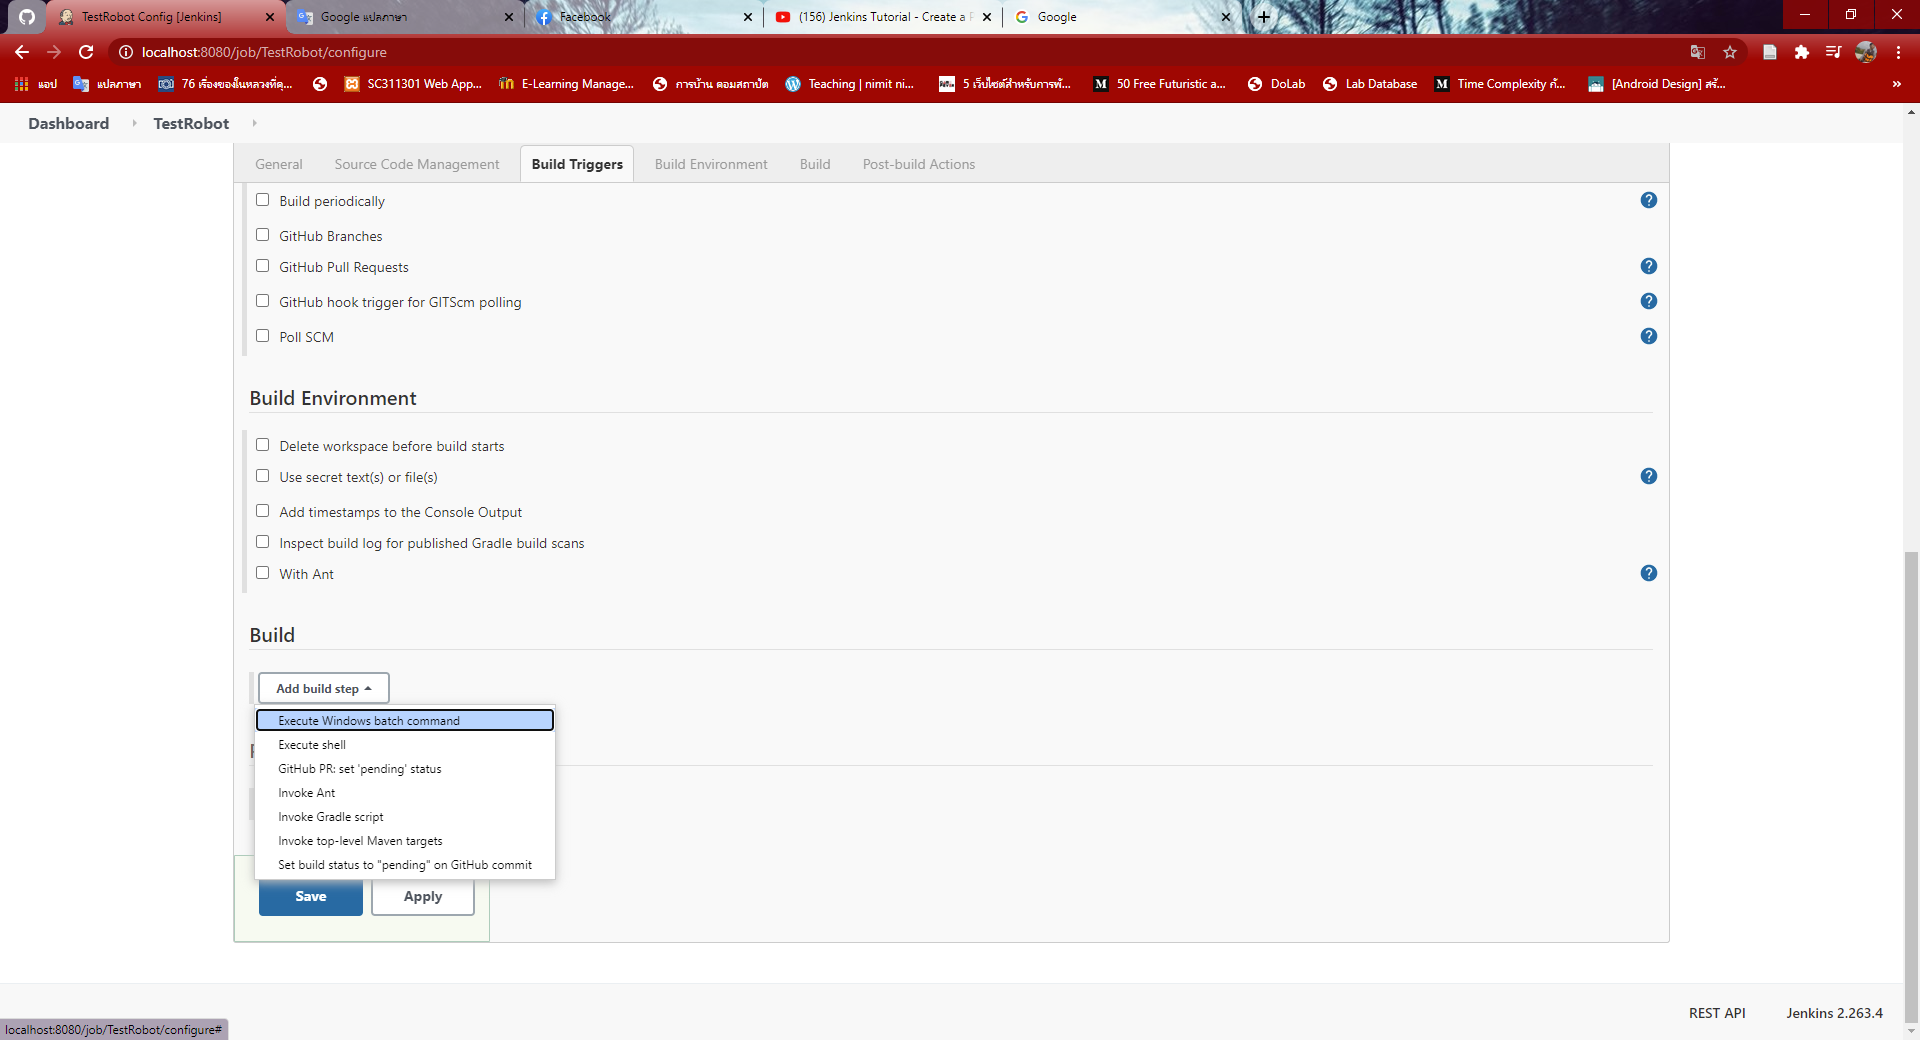 TestRobot Config [Jenkins]
Google แปลภาษา
Facebook
(156) Jenkins Tutorial - Create a
Google
localhost:8080/job/TestRobot/configure
แอป
แปลภาษา
76 เรื่องของในหลวงที่คุ...
SC311301 Web App...
E-Learning Manage...
การบ้าน คอมสถาปัต
Teaching | nimit ni...
5 เว็บไซต์สำหรับการพั...
50 Free Futuristic a...
DoLab
Lab Database
Time Complexity คื...
[Android Design] สร้...
Dashboard
TestRobot
General
Source Code Management
Build Triggers
Build Environment
Build
Post-build Actions
Build periodically
GitHub Branches
GitHub Pull Requests
GitHub hook trigger for GITScm polling
Poll SCM
Build Environment
Delete workspace before build starts
Use secret text(s) or file(s)
Add timestamps to the Console Output
Inspect build log for published Gradle build scans
With Ant
Build
Add build step
Execute Windows batch command
Execute shell
GitHub PR: set 'pending' status
Invoke Ant
Invoke Gradle script
Invoke top-level Maven targets
Set build status to "pending" on GitHub commit
Save
Apply
REST API
Jenkins 2.263.4
localhost:8080/job/TestRobot/configure#